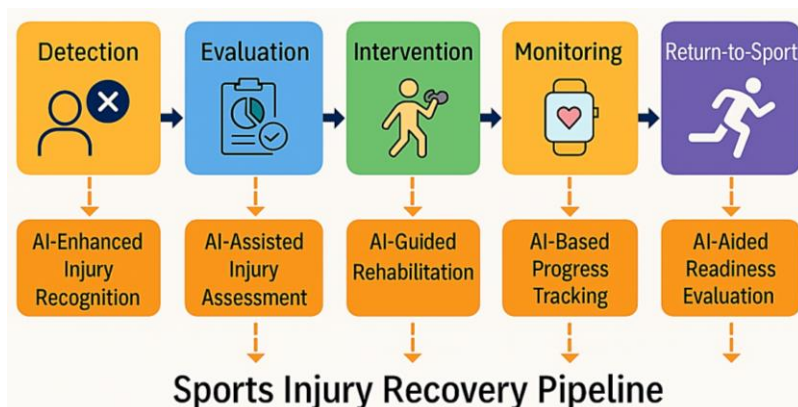 Detection
Evaluation
Intervention
Monitoring
Return-to-Sport
AI-Enhanced
Injury
Recognition
AI-Assisted
Injury
Assessment
AI-Guided
Rehabilitation
AI-Based
Progress
Tracking
AI-Aided
Readiness
Evaluation
Sports Injury Recovery Pipeline